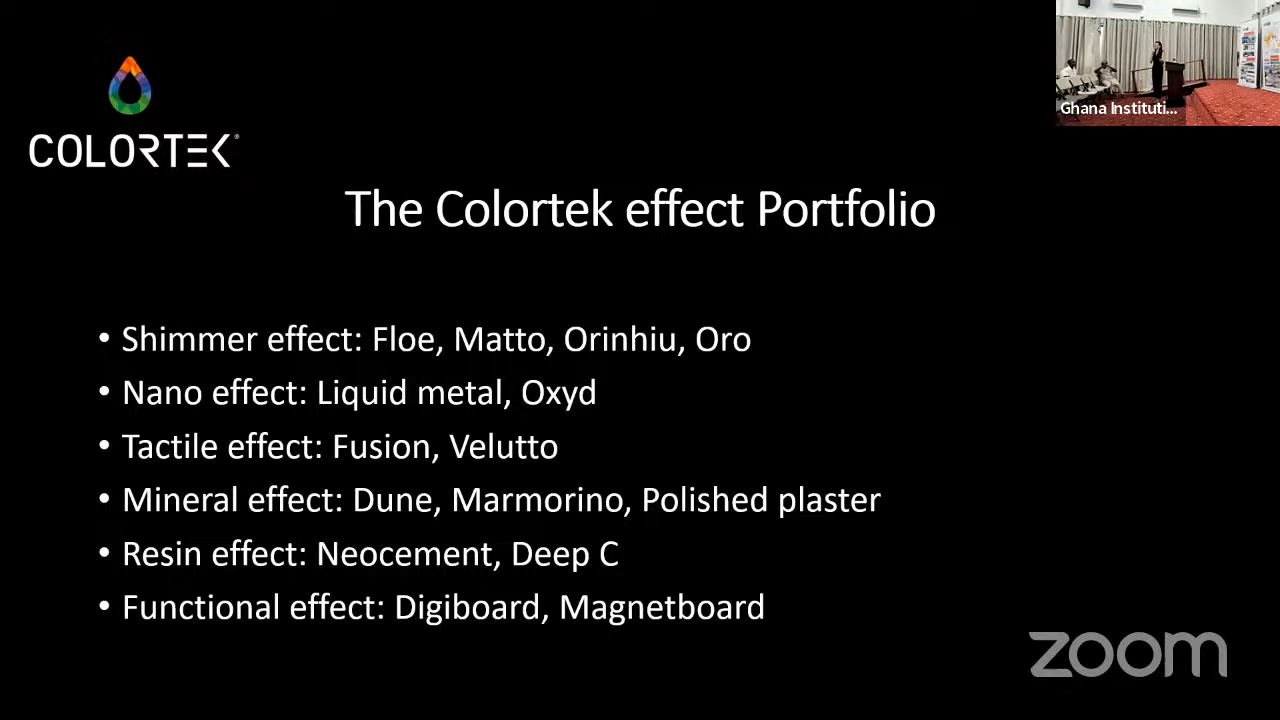 COLORTEK®
Ghana Instituti...
The Colortek effect Portfolio
• Shimmer effect: Floe, Matto, Orinhiu, Oro
• Nano effect: Liquid metal, Oxyd
• Tactile effect: Fusion, Velutto
• Mineral effect: Dune, Marmorino, Polished plaster
• Resin effect: Neocement, Deep C
• Functional effect: Digiboard, Magnetboard
zoom